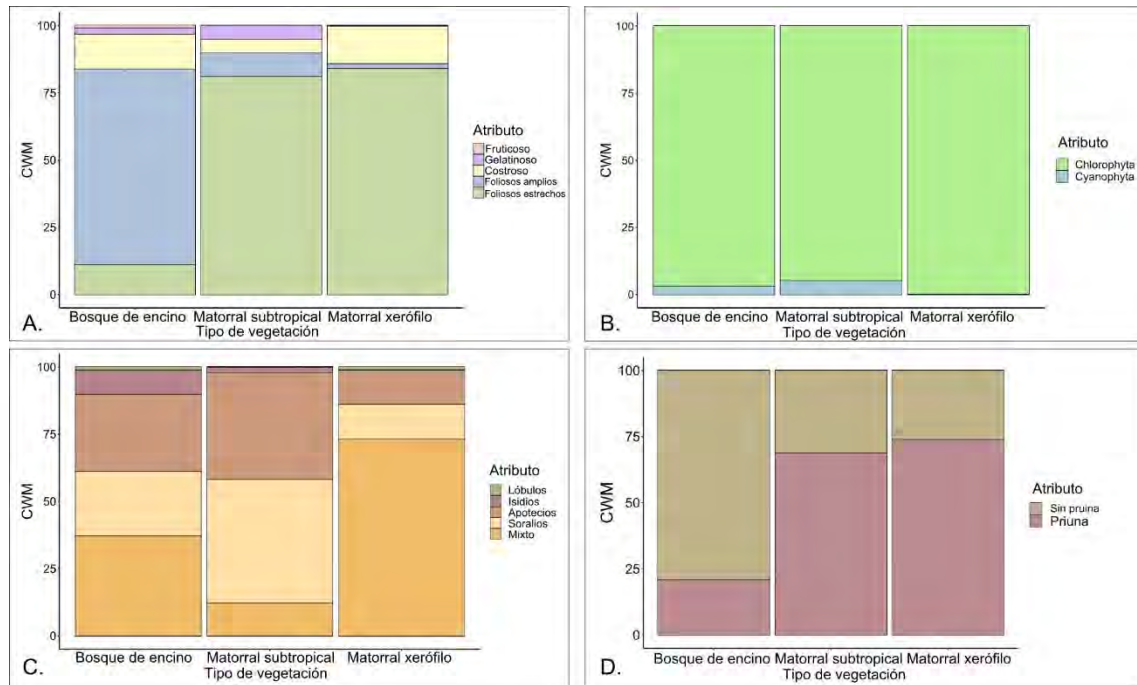 100
75
50
25
0
CWM
Bosque de encino
Matorral subtropical
Matorral xerófilo
Tipo de vegetación
A.
Atributo
Fruticoso
Gelatinoso
Costroso
Foliosos amplios
Foliosos estrechos
100
75
50
25
0
CWM
Bosque de encino
Matorral subtropical
Matorral xerófilo
Tipo de vegetación
B.
Atributo
Chlorophyta
Cyanophyta
100
75
50
25
0
CWM
Bosque de encino
Matorral subtropical
Matorral xerófilo
Tipo de vegetación
C.
Atributo
Lóbulos
Isidios
Apotecios
Soralios
Mixto
100
75
50
25
0
CWM
Bosque de encino
Matorral subtropical
Matorral xerófilo
Tipo de vegetación
D.
Atributo
Sin pruina
Priuna